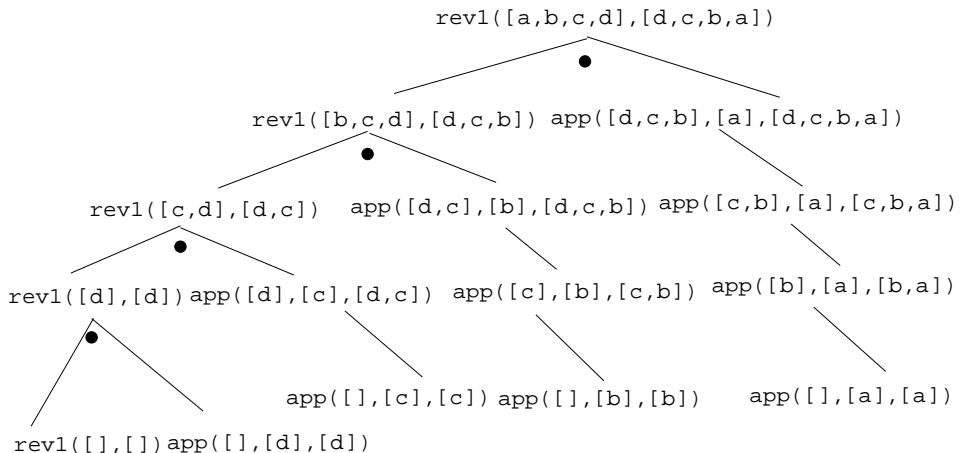 rev1([a,b,c,d],[d,c,b,a])
rev1([b,c,d],[d,c,b]) app([d,c,b],[a],[d,c,b,a])
rev1([c,d],[d,c]) app([d,c],[b],[d,c,b]) app([c,b],[a],[c,b,a])
rev1([d],[d]) app([d],[c],[d,c]) app([c],[b],[c,b]) app([b],[a],[b,a])
app([],[c],[c]) app([],[b],[b]) app([],[a],[a])
rev1([],[]) app([],[d],[d])